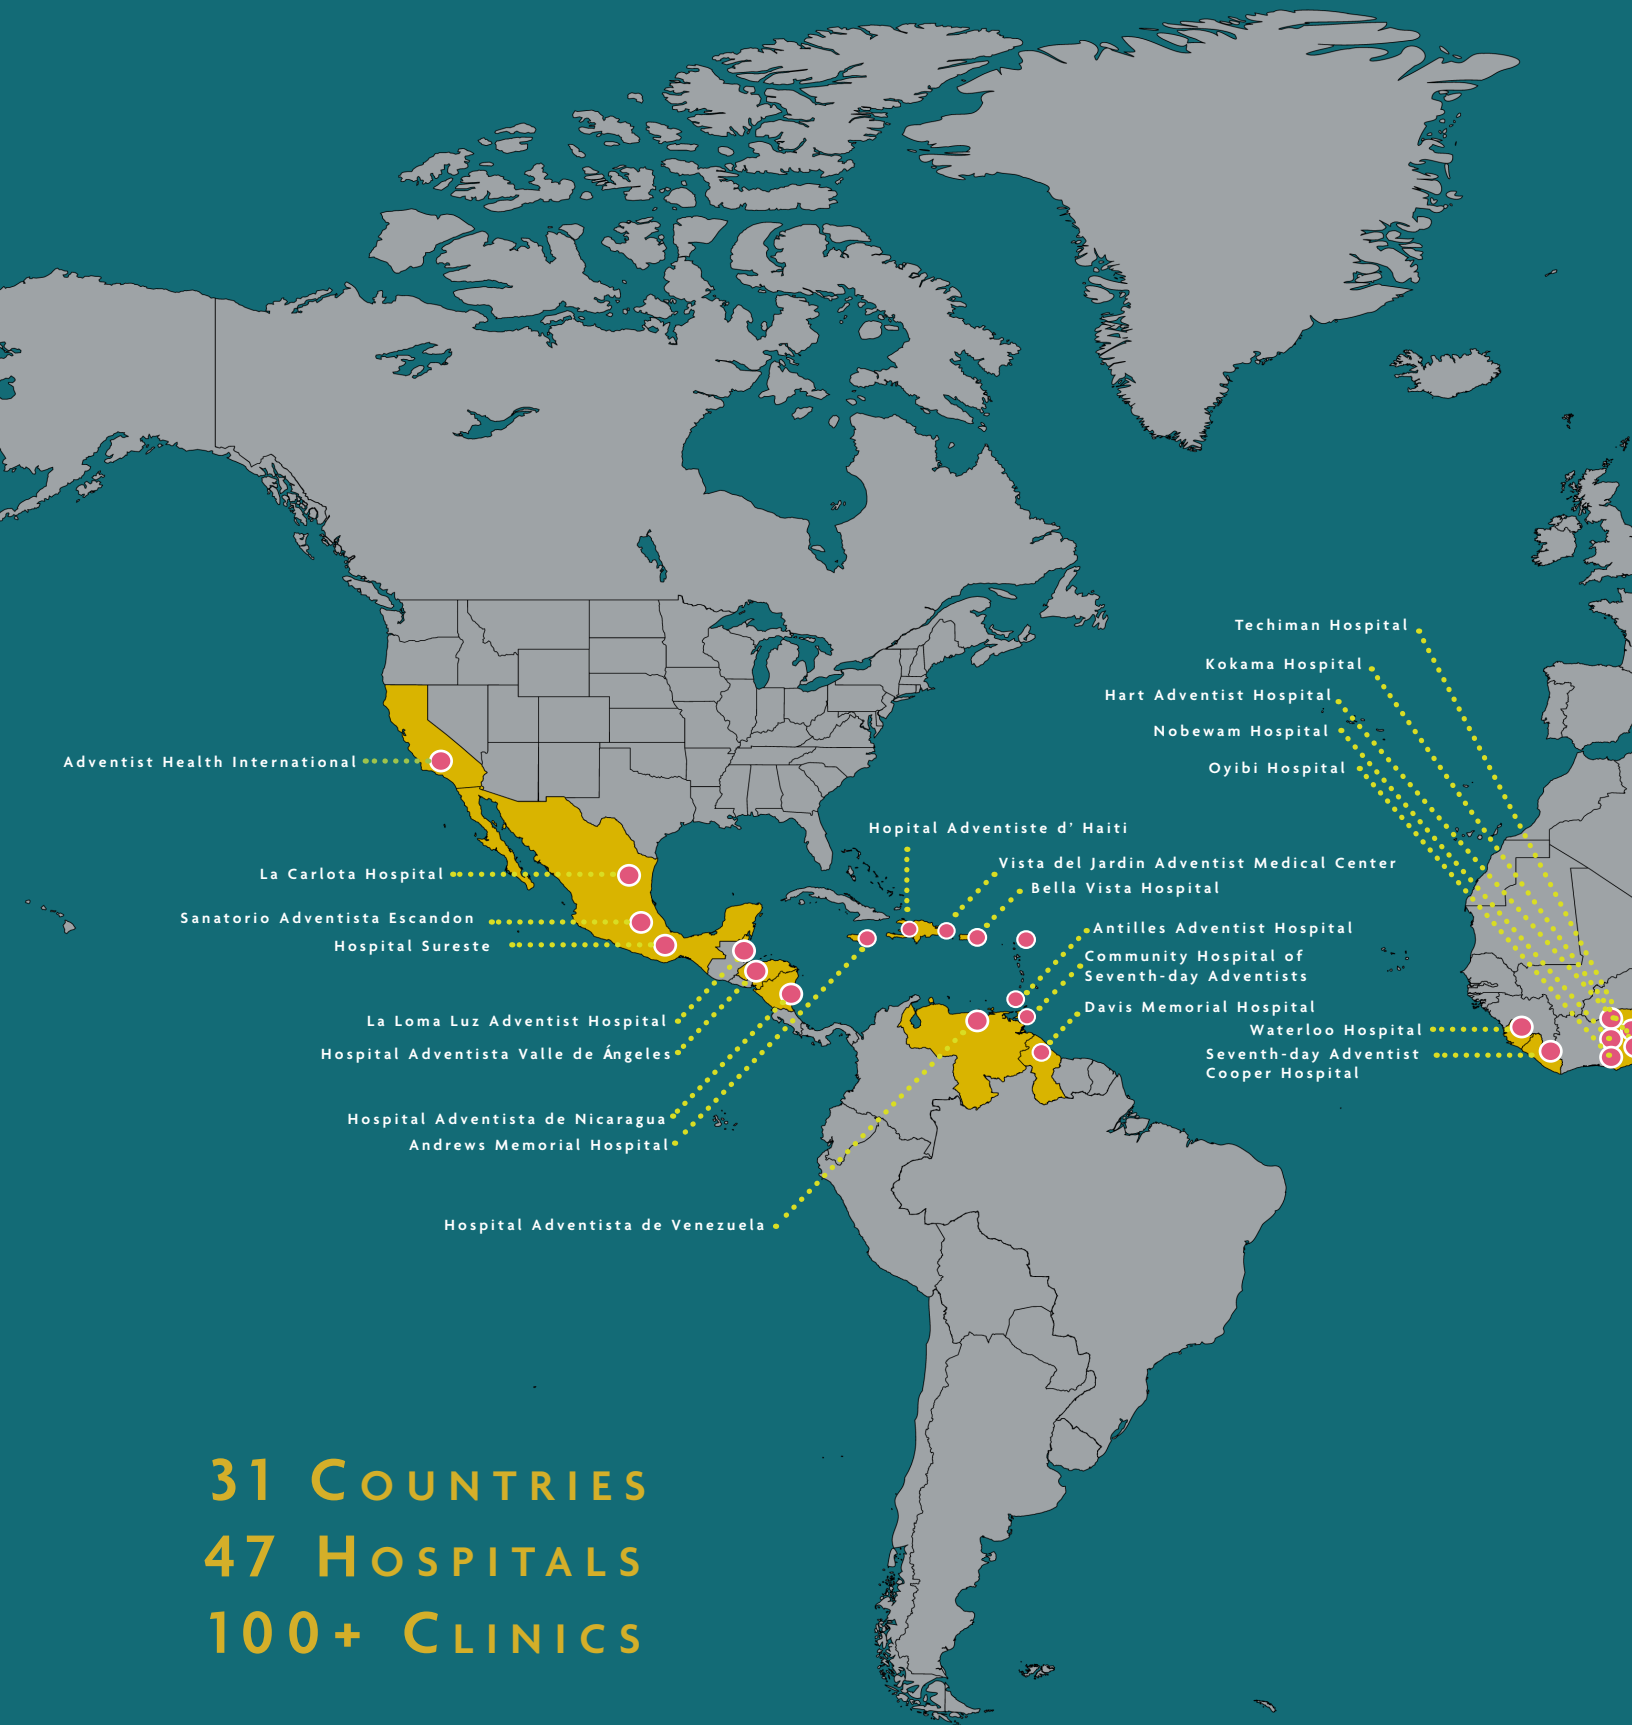 Techiman Hospital
Kokama Hospital
Hart Adventist Hospital
Nobewam Hospital
Oyibi Hospital
Adventist Health International
Hopital Adventiste d' Haiti
Vista del Jardin Adventist Medical Center
Bella Vista Hospital
La Carlota Hospital
Sanatorio Adventista Escandon
Hospital Sureste
Antilles Adventist Hospital
Community Hospital of
Seventh-day Adventists
Davis Memorial Hospital
Waterloo Hospital
Seventh-day Adventist
Cooper Hospital
La Loma Luz Adventist Hospital
Hospital Adventista Valle de Ángeles
Hospital Adventista de Nicaragua
Andrews Memorial Hospital
Hospital Adventista de Venezuela
31 Countries
47 Hospitals
100+ Clinics